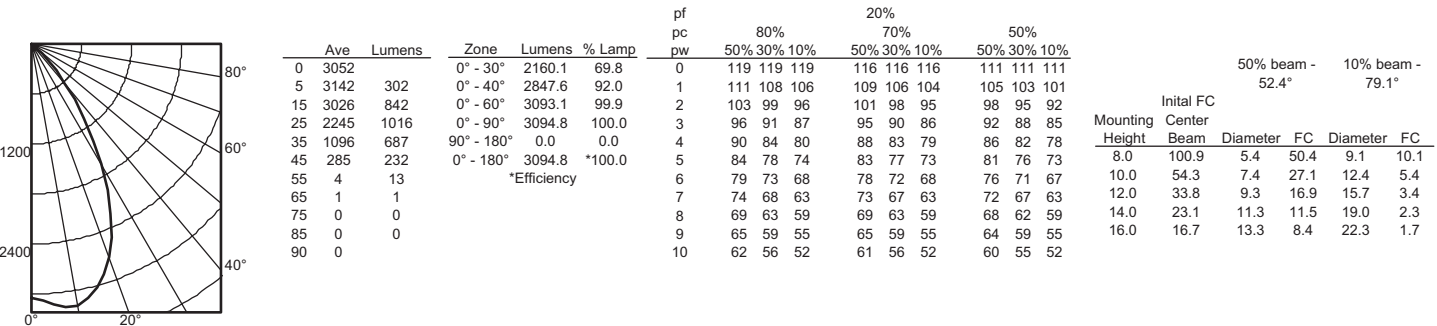 80°
60°
40°
20°
0°
1200
2400
Ave Lumens
0 3052
5 3142 302
15 3026 842
25 2245 1016
35 1096 687
45 285 232
55 4 13
65 1 1
75 0 0
85 0 0
90 0
Zone Lumens % Lamp
0° - 30° 2160.1 69.8
0° - 40° 2847.6 92.0
0° - 60° 3093.1 99.9
0° - 90° 3094.8 100.0
90° - 180° 0.0 0.0
0° - 180° 3094.8 *100.0
*Efficiency
pf 20%
pc 80% 70% 50%
pw 50% 30% 10% 50% 30% 10% 50% 30% 10%
0 119 119 119 116 116 116 111 111 111
1 111 108 106 109 106 104 105 103 101
2 103 99 96 101 98 95 98 95 92
3 96 91 87 95 90 86 92 88 85
4 90 84 80 88 83 79 86 82 78
5 84 78 74 83 77 73 81 76 73
6 79 73 68 78 72 68 76 71 67
7 74 68 63 73 67 63 72 67 63
8 69 63 59 69 63 59 68 62 59
9 65 59 55 65 59 55 64 59 55
10 62 56 52 61 56 52 60 55 52
50% beam - 10% beam -
52.4° 79.1°
Inital FC
Mounting Center
Height Beam Diameter FC Diameter FC
8.0 100.9 5.4 50.4 9.1 10.1
10.0 54.3 7.4 27.1 12.4 5.4
12.0 33.8 9.3 16.9 15.7 3.4
14.0 23.1 11.3 11.5 19.0 2.3
16.0 16.7 13.3 8.4 22.3 1.7